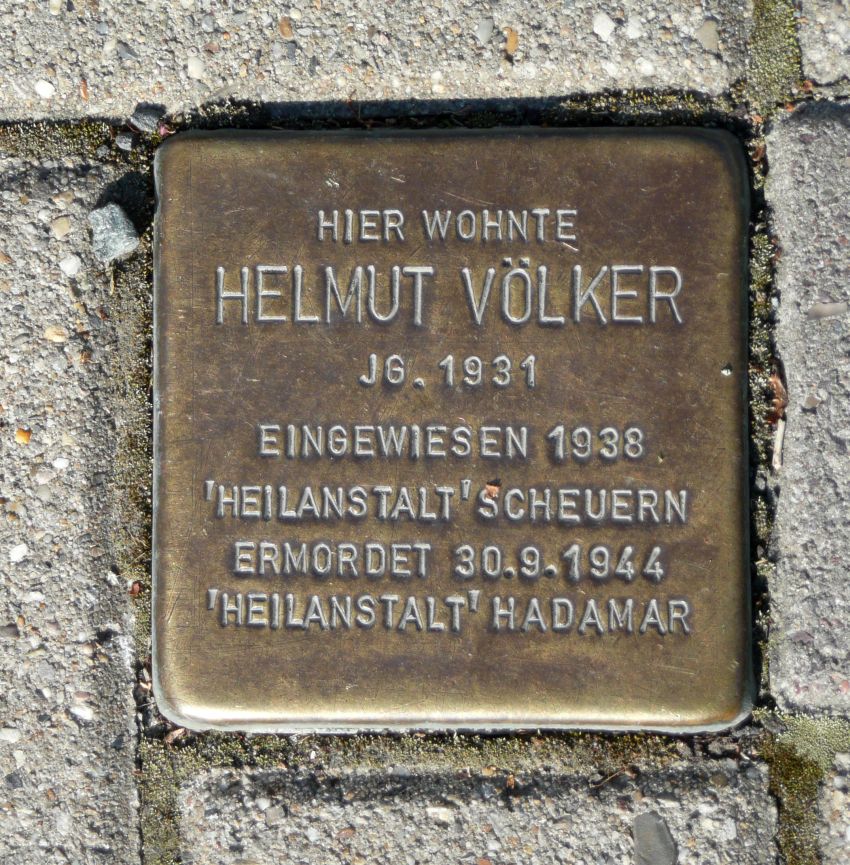 HIER WOHNTE
HELMUT VÖLKER
JG. 1931
EINGEWIESEN 1938
'HEILANSTALT' SCHEUERN
ERMORDET 30.9.1944
'HEILANSTALT' HADAMAR